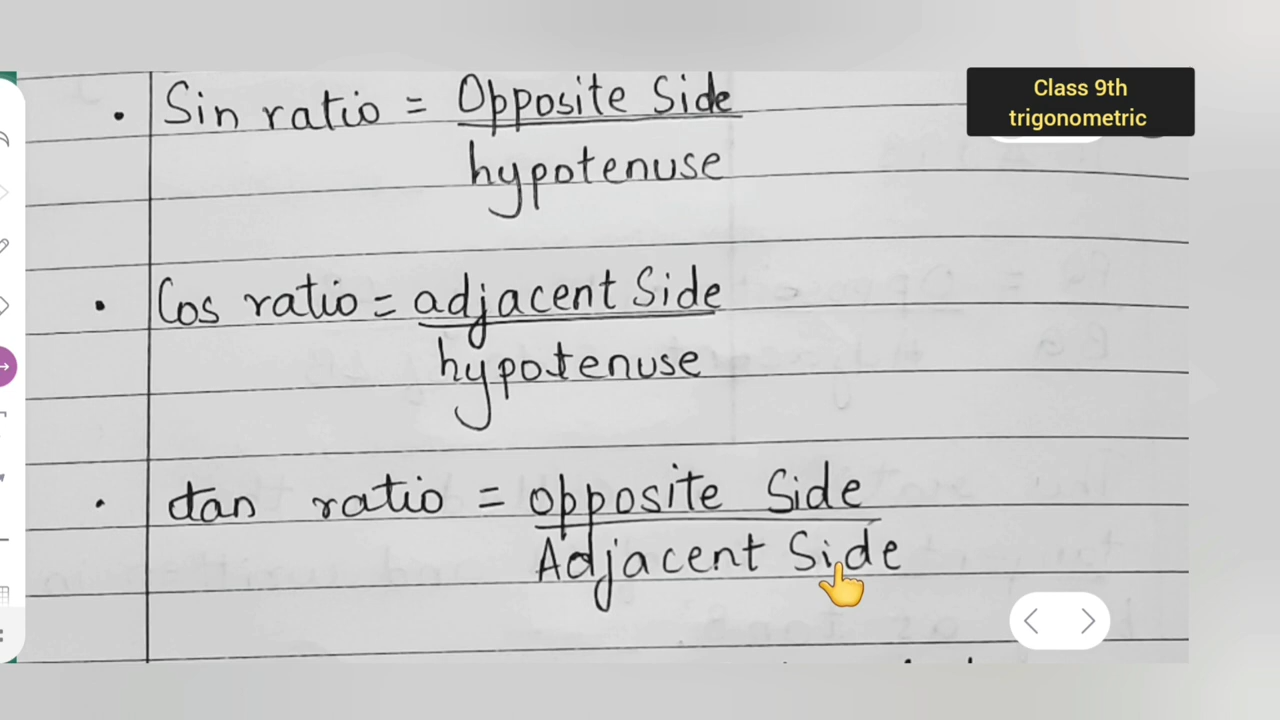 Class 9th
trigonometric
. Sin ratio = Opposite Side
hypotenuse
. Cos ratio = adjacent Side
hypotenuse
. tan ratio = opposite Side
Adjacent Side